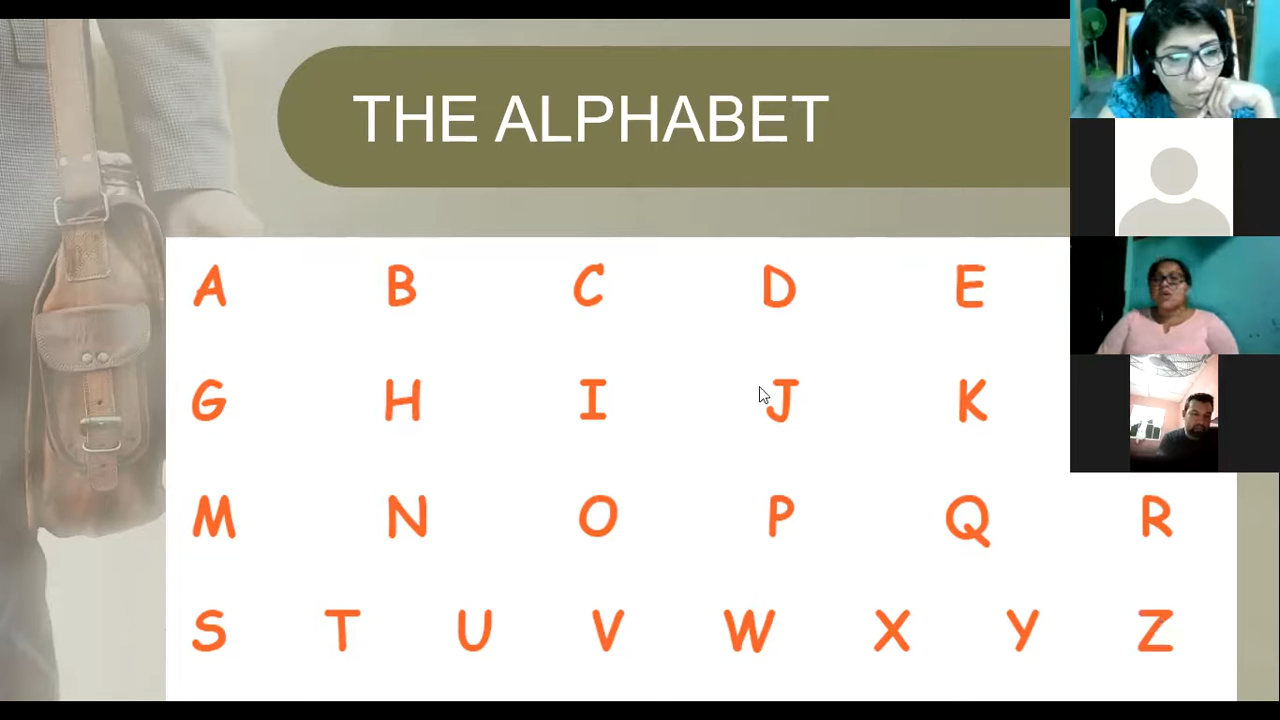 THE ALPHABET
A B C D E
G H I J K
M N O P Q R
S T U V W X Y Z